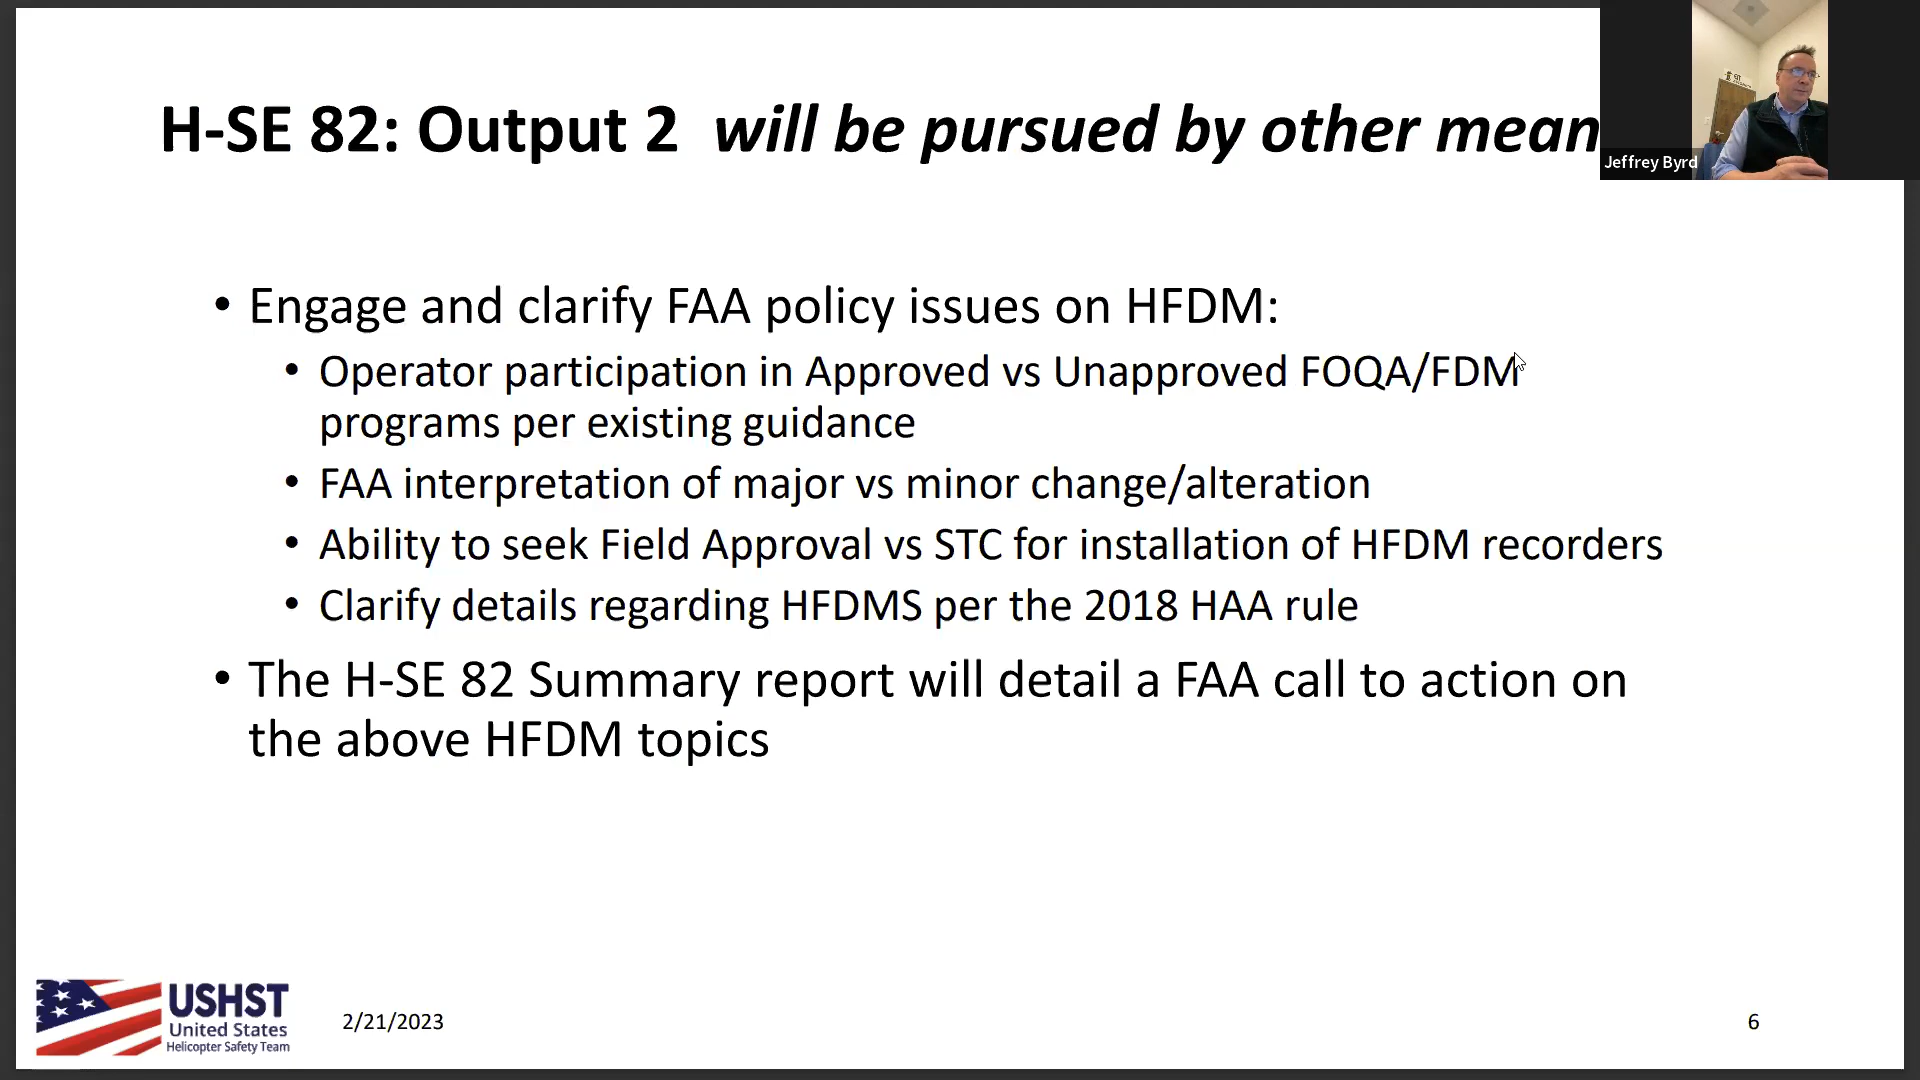 H-SE 82: Output 2 will be pursued by other mean
Jeffrey Byrd
• Engage and clarify FAA policy issues on HFDM:
• Operator participation in Approved vs Unapproved FOQA/FDM
programs per existing guidance
• FAA interpretation of major vs minor change/alteration
• Ability to seek Field Approval vs STC for installation of HFDM recorders
• Clarify details regarding HFDMS per the 2018 HAA rule
• The H-SE 82 Summary report will detail a FAA call to action on
the above HFDM topics
USHST
United States
Helicopter Safety Team
2/21/2023
6